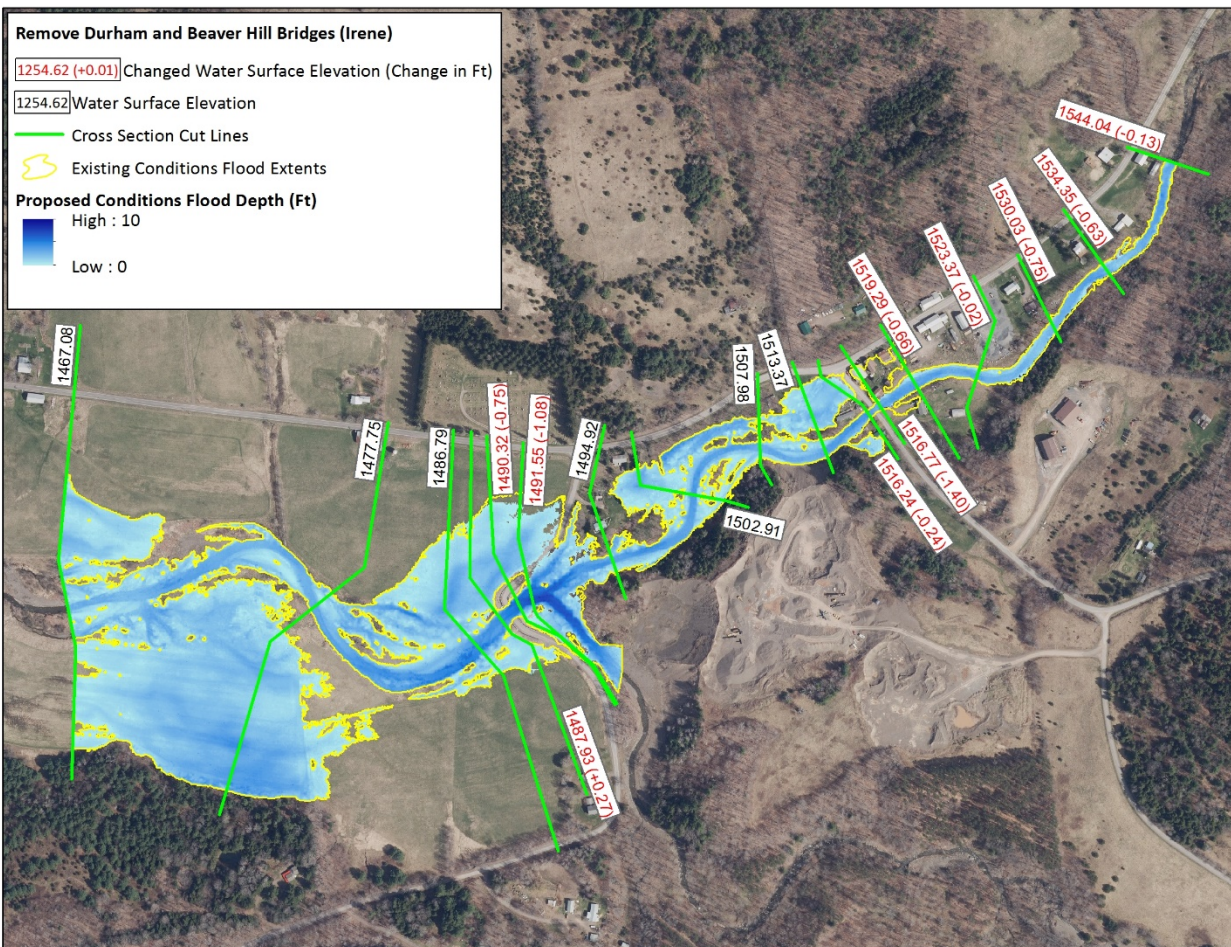 Remove Durham and Beaver Hill Bridges (Irene)
1254.62 (+0.01) Changed Water Surface Elevation (Change in Ft)
1254.62 Water Surface Elevation
Cross Section Cut Lines
Existing Conditions Flood Extents
Proposed Conditions Flood Depth (Ft)
High : 10
Low : 0
1544.04 (-0.13)
1534.35 (-0.63)
1530.03 (-0.75)
1523.37 (-0.02)
1519.29 (-0.66)
1516.77 (-1.40)
1516.24 (-0.24)
1513.37
1507.98
1502.91
1494.92
1491.55 (-1.08)
1490.32 (-0.75)
1487.93 (+0.27)
1486.79
1477.75
1467.08